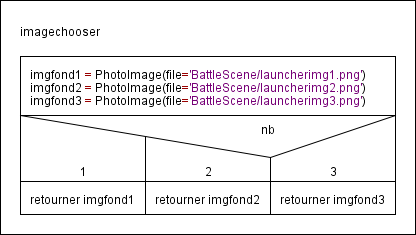 imagechooser
imgfond1 = PhotoImage(file='BattleScene/launcherimg1.png')
imgfond2 = PhotoImage(file='BattleScene/launcherimg2.png')
imgfond3 = PhotoImage(file='BattleScene/launcherimg3.png')
nb
1 2 3
retourner imgfond1 retourner imgfond2 retourner imgfond3